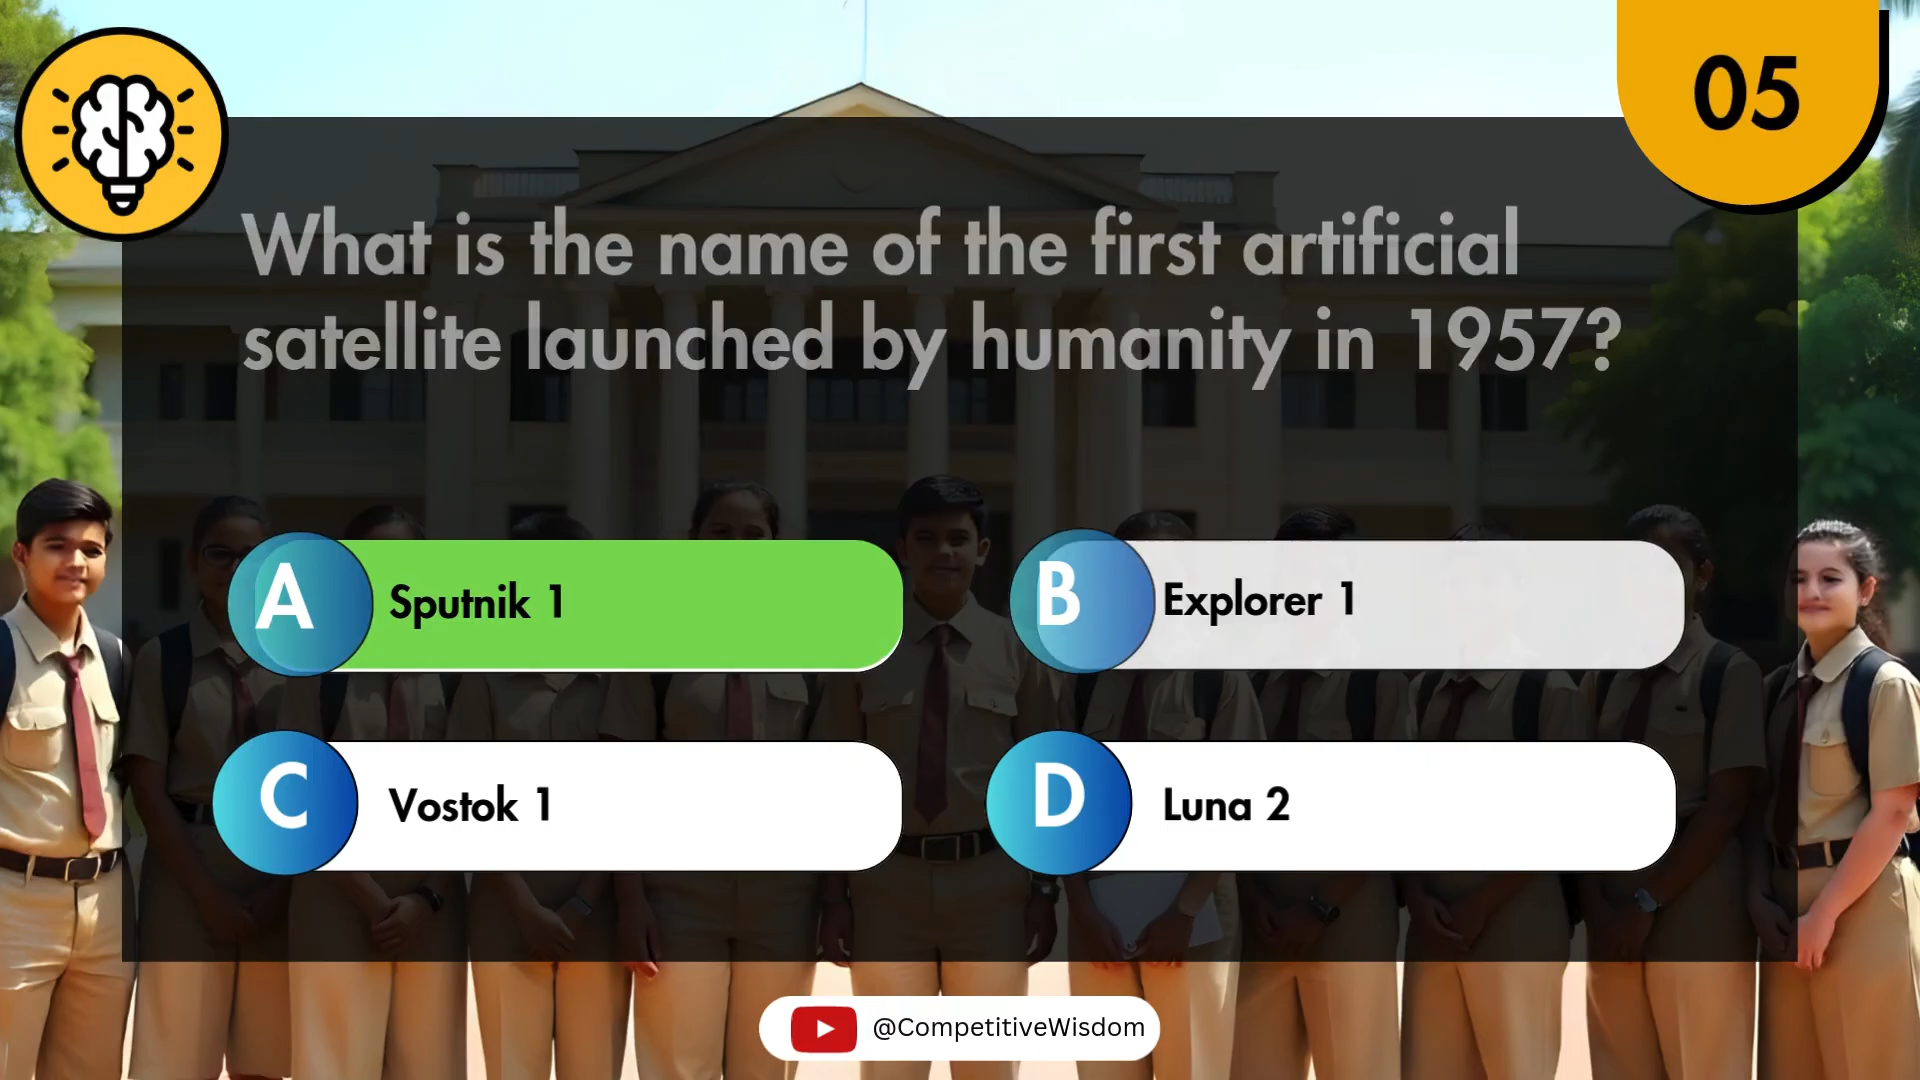 05
What is the name of the first artificial
satellite launched by humanity in 1957?
A Sputnik 1
B Explorer 1
C Vostok 1
D Luna 2
@CompetitiveWisdom